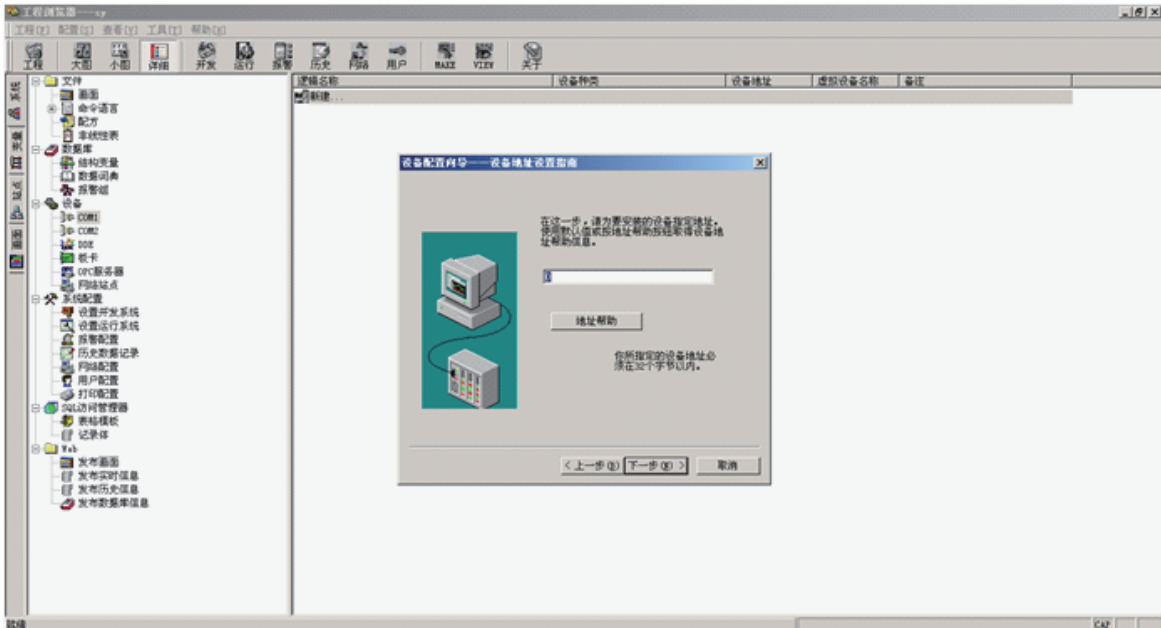 工程浏览器---xy
工程[F] 配置[S] 查看[V] 工具[T] 帮助[H]
工程 大图 小图 详细 开发 运行 报警 历史 网络 用户 MAKE VIEW 关于
系统
变量
站点
画面
文件
画面
命令语言
配方
非线性表
数据库
结构变量
数据词典
报警组
设备
COM1
COM2
DDE
板卡
OPC服务器
网络站点
系统配置
设置开发系统
设置运行系统
报警配置
历史数据记录
网络配置
用户配置
打印配置
SQL访问管理器
表格模板
记录体
Web
发布画面
发布实时信息
发布历史信息
发布数据库信息
逻辑名称 设备种类 设备地址 虚拟设备名称 备注
新建...
设备配置向导——设备地址设置指南
在这一步，请为要安装的设备指定地址。
使用默认值或按地址帮助按钮取得设备地
址帮助信息。
0
地址帮助
你所指定的设备地址必
须在32个字节以内。
<上一步(B) 下一步(N)> 取消
就绪
CAP